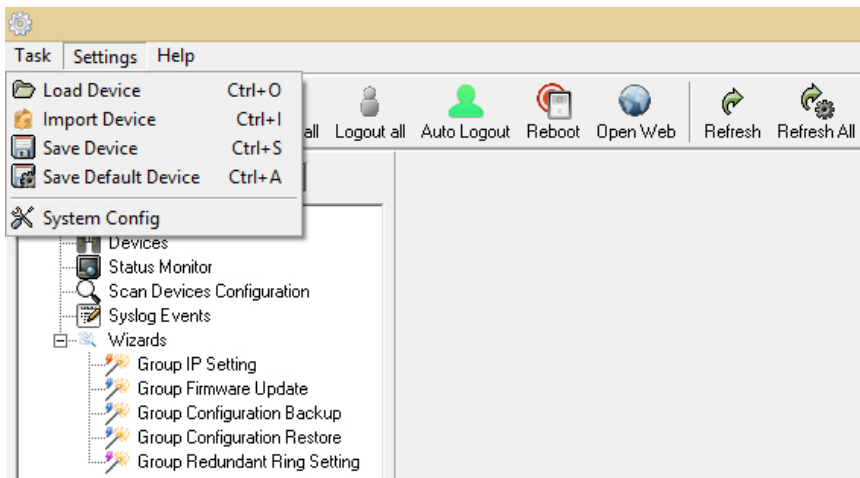 Task Settings Help
Load Device Ctrl+O
Import Device Ctrl+I
Save Device Ctrl+S
Save Default Device Ctrl+A
System Config
all Logout all Auto Logout Reboot Open Web Refresh Refresh All
Devices
Status Monitor
Scan Devices Configuration
Syslog Events
Wizards
Group IP Setting
Group Firmware Update
Group Configuration Backup
Group Configuration Restore
Group Redundant Ring Setting